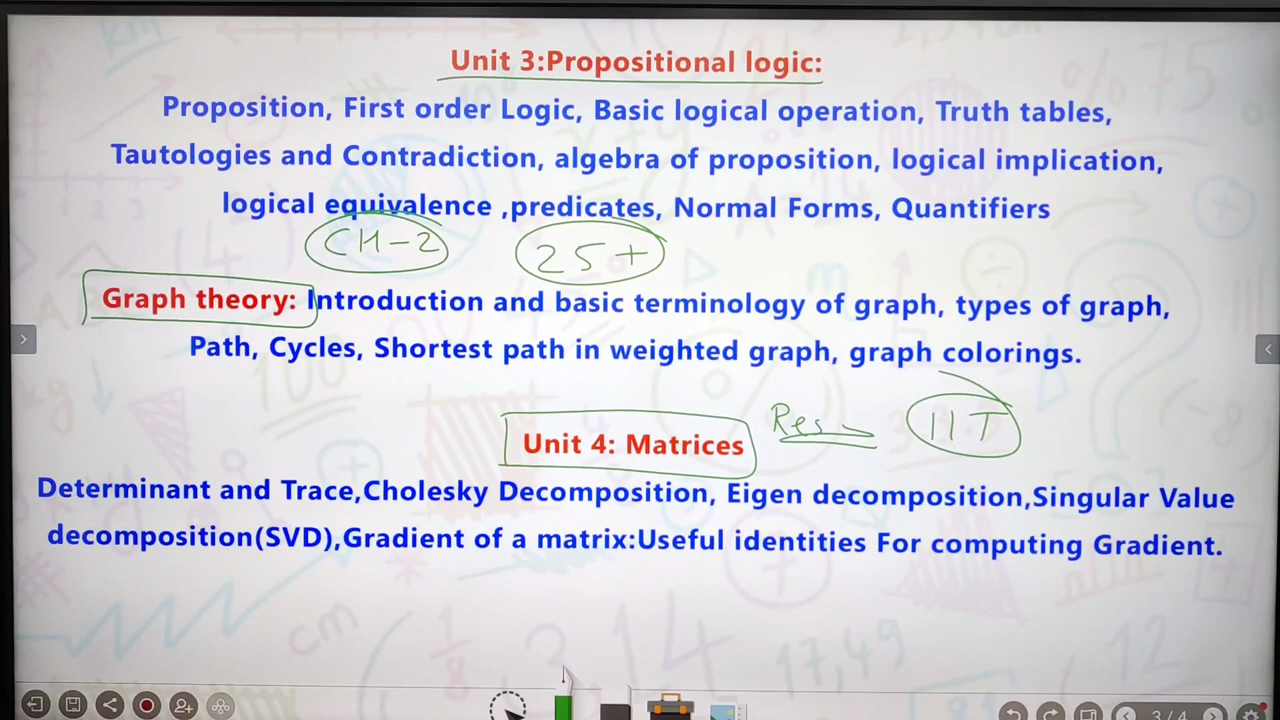 Unit 3:Propositional logic:
Proposition, First order Logic, Basic logical operation, Truth tables,
Tautologies and Contradiction, algebra of proposition, logical implication,
logical equivalence ,predicates, Normal Forms, Quantifiers
CH-2 25+
Graph theory: Introduction and basic terminology of graph, types of graph,
Path, Cycles, Shortest path in weighted graph, graph colorings.
Res IIT
Unit 4: Matrices
Determinant and Trace,Cholesky Decomposition, Eigen decomposition,Singular Value
decomposition(SVD),Gradient of a matrix:Useful identities For computing Gradient.
3/4